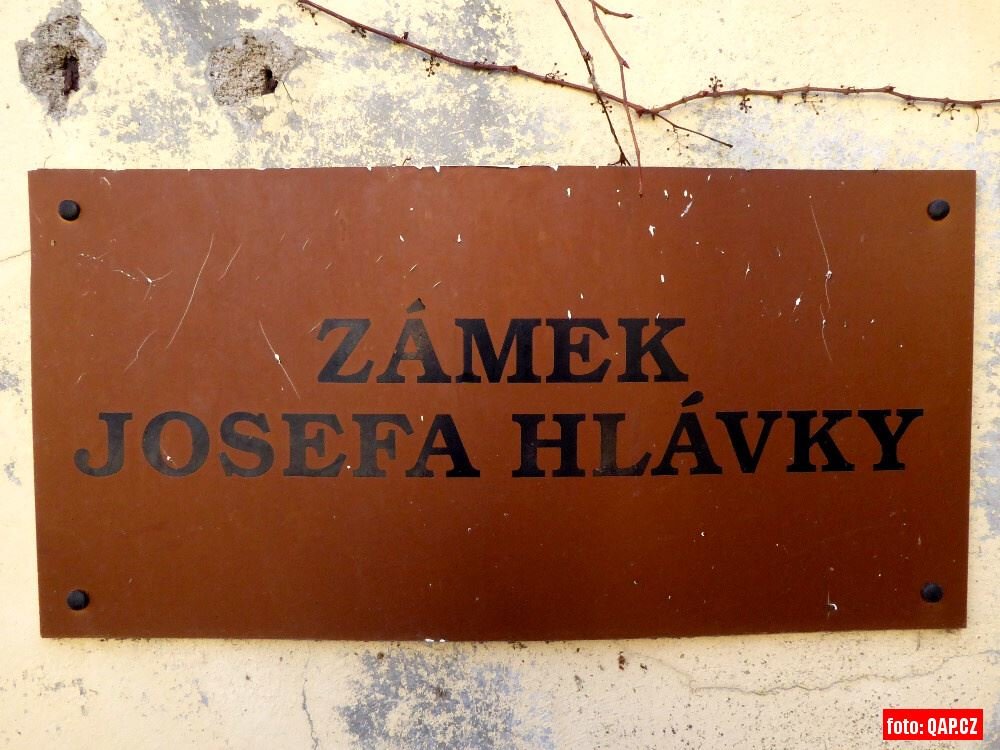 ZÁMEK
JOSEFA HLÁVKY
foto: QAP.CZ